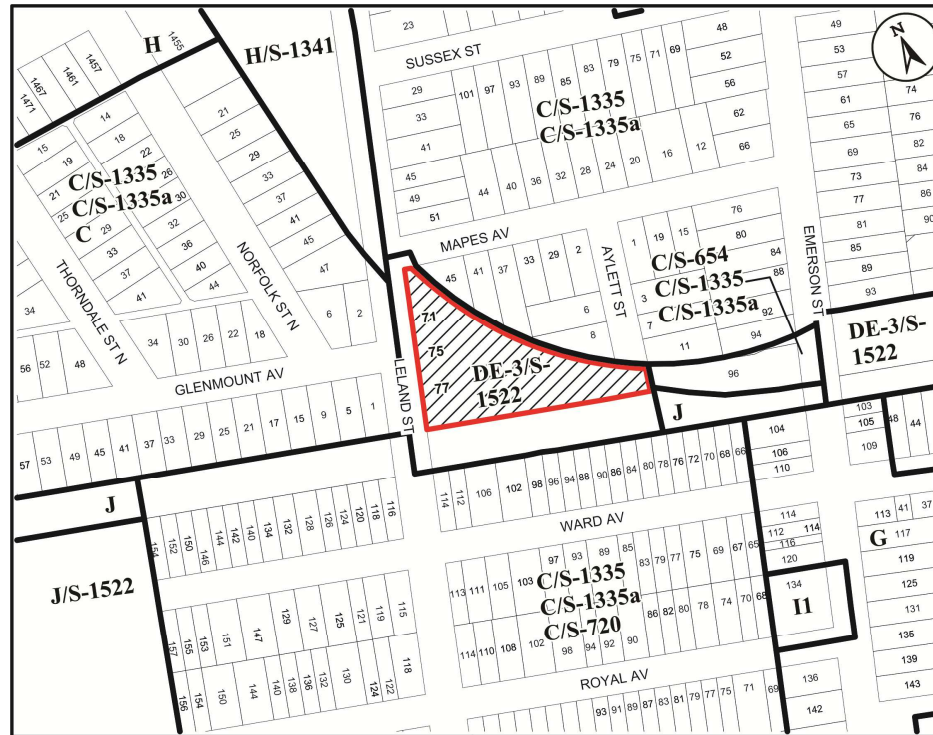 H
H/S-1341
SUSSEX ST
N
C/S-1335
C/S-1335a
C/S-1335
C/S-1335a
C
MAPES AV
THORNDALE ST N
NORFOLK ST N
AYLETT ST
EMERSON ST
C/S-654
C/S-1335
C/S-1335a
GLENMOUNT AV
LELAND ST
71
75
77
DE-3/S-
1522
DE-3/S-
1522
J
J
J/S-1522
WARD AV
C/S-1335
C/S-1335a
C/S-720
G
I1
ROYAL AV
1455
1457
1461
1467
1471
23
48
52
56
62
66
29
33
41
45
49
51
101 97 93 89 85 83 79 75 71 69
44 40 36 32 28 24 20 16 12
49
53
57
61
65
69
73
77
81
85
89
93
74
76
82
84
86
90
14
18
22
26
30
32
36
40
44
15
19
21
25
29
33
37
41
21
25
29
33
37
41
45
47
34
56 52 48
34 30 26 22 18
6 2
45 41 37 33 29 2
6
8
1 19 15
3
7
11
76
80
84
88
92
94
96
57 53 49 45 41 37 33 29 25 21 17 15 9 5 1
114 112 106 102 98 96 94 88 90 86 84 80 78 76 72 70 68 66
104
106
110
103
105
109
48 44
154 152 150 146 144 142 140 134 132 128 126 124 120 118 116
114
112 114
116
120
134
113 41 37
117
119
125
131
136
139
143
113 111 105 103 97 93 89 85 83 79 77 75 69 67 65
114 110 108 102 98 94 92 90 86 82 80 78 74 70 68
157 155 153 151 147 129 127 125 121 119 115
156 154 150 144 140 138 136 132 130 124 122 118
93 91 89 87 83 81 79 77 75 71 69
136
142